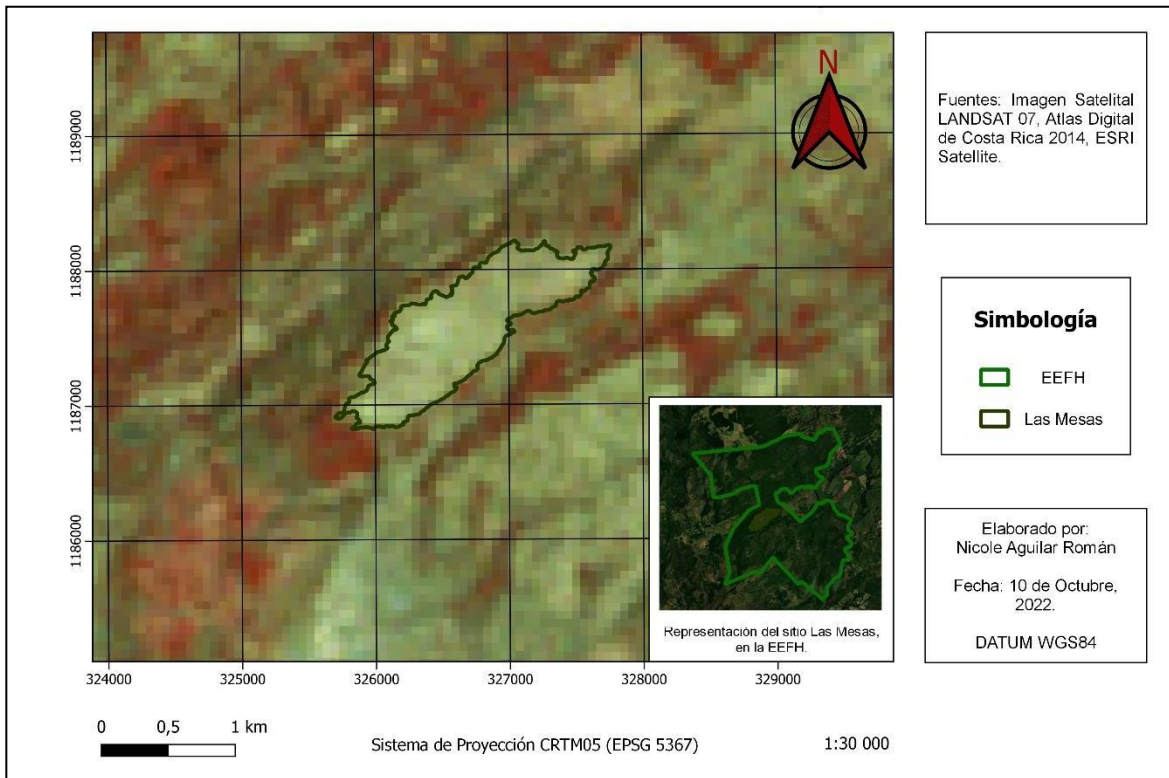 N
1189000
1188000
1187000
1186000
324000
325000
326000
327000
328000
329000
Representación del sitio Las Mesas,
en la EEFH.
0
0,5
1 km
Sistema de Proyección CRTM05 (EPSG 5367)
1:30 000
Fuentes: Imagen Satelital
LANDSAT 07, Atlas Digital
de Costa Rica 2014, ESRI
Satellite.
Simbología
EEFH
Las Mesas
Elaborado por:
Nicole Aguilar Román
Fecha: 10 de Octubre,
2022.
DATUM WGS84